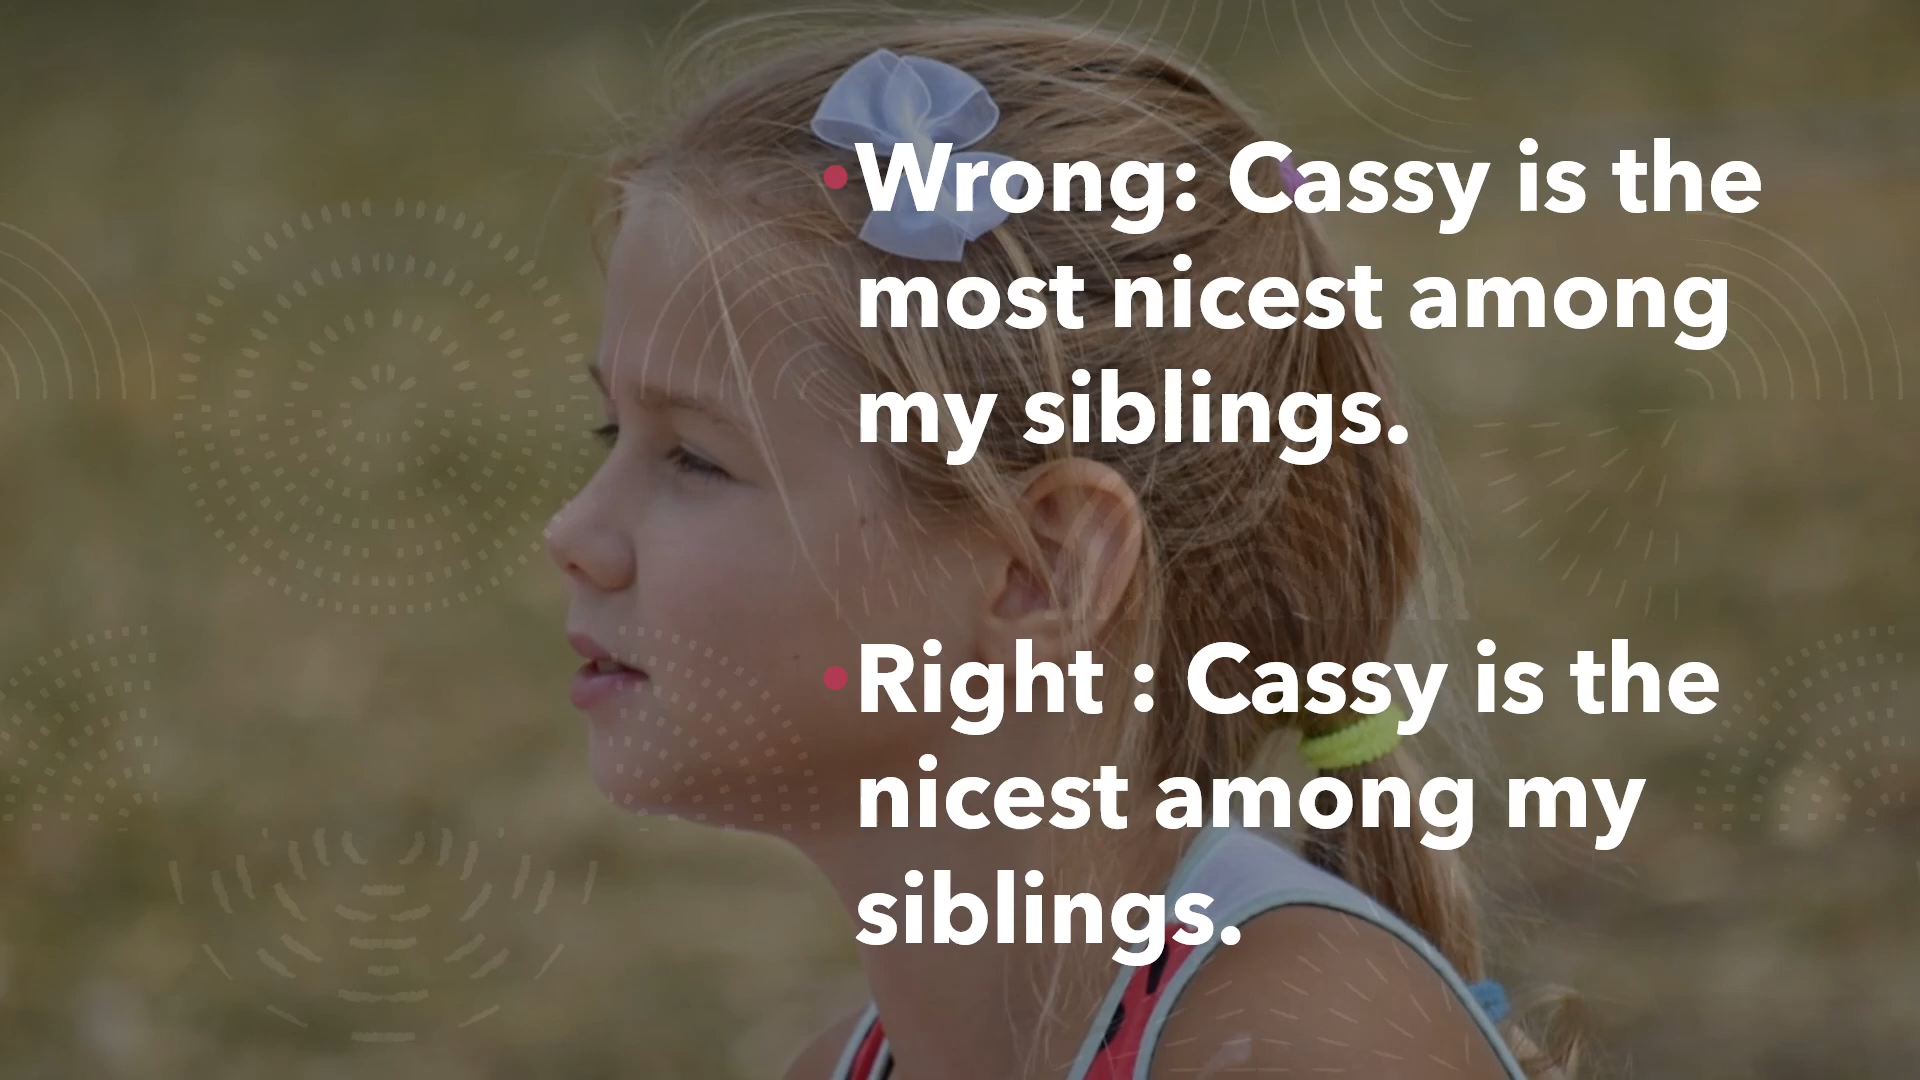 •Wrong: Cassy is the
most nicest among
my siblings.
•Right : Cassy is the
nicest among my
siblings.